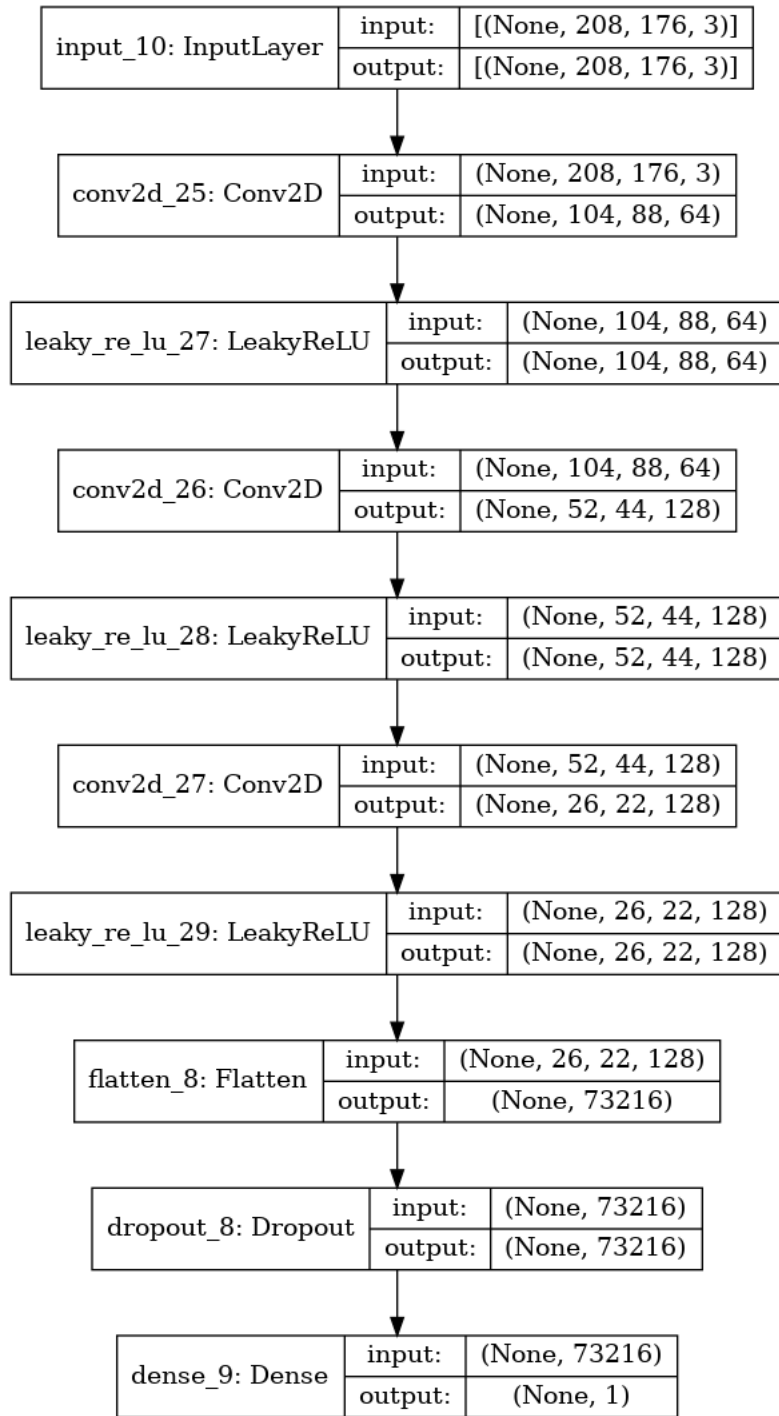 input_10: InputLayer
input: [(None, 208, 176, 3)]
output: [(None, 208, 176, 3)]
conv2d_25: Conv2D
input: (None, 208, 176, 3)
output: (None, 104, 88, 64)
leaky_re_lu_27: LeakyReLU
input: (None, 104, 88, 64)
output: (None, 104, 88, 64)
conv2d_26: Conv2D
input: (None, 104, 88, 64)
output: (None, 52, 44, 128)
leaky_re_lu_28: LeakyReLU
input: (None, 52, 44, 128)
output: (None, 52, 44, 128)
conv2d_27: Conv2D
input: (None, 52, 44, 128)
output: (None, 26, 22, 128)
leaky_re_lu_29: LeakyReLU
input: (None, 26, 22, 128)
output: (None, 26, 22, 128)
flatten_8: Flatten
input: (None, 26, 22, 128)
output: (None, 73216)
dropout_8: Dropout
input: (None, 73216)
output: (None, 73216)
dense_9: Dense
input: (None, 73216)
output: (None, 1)